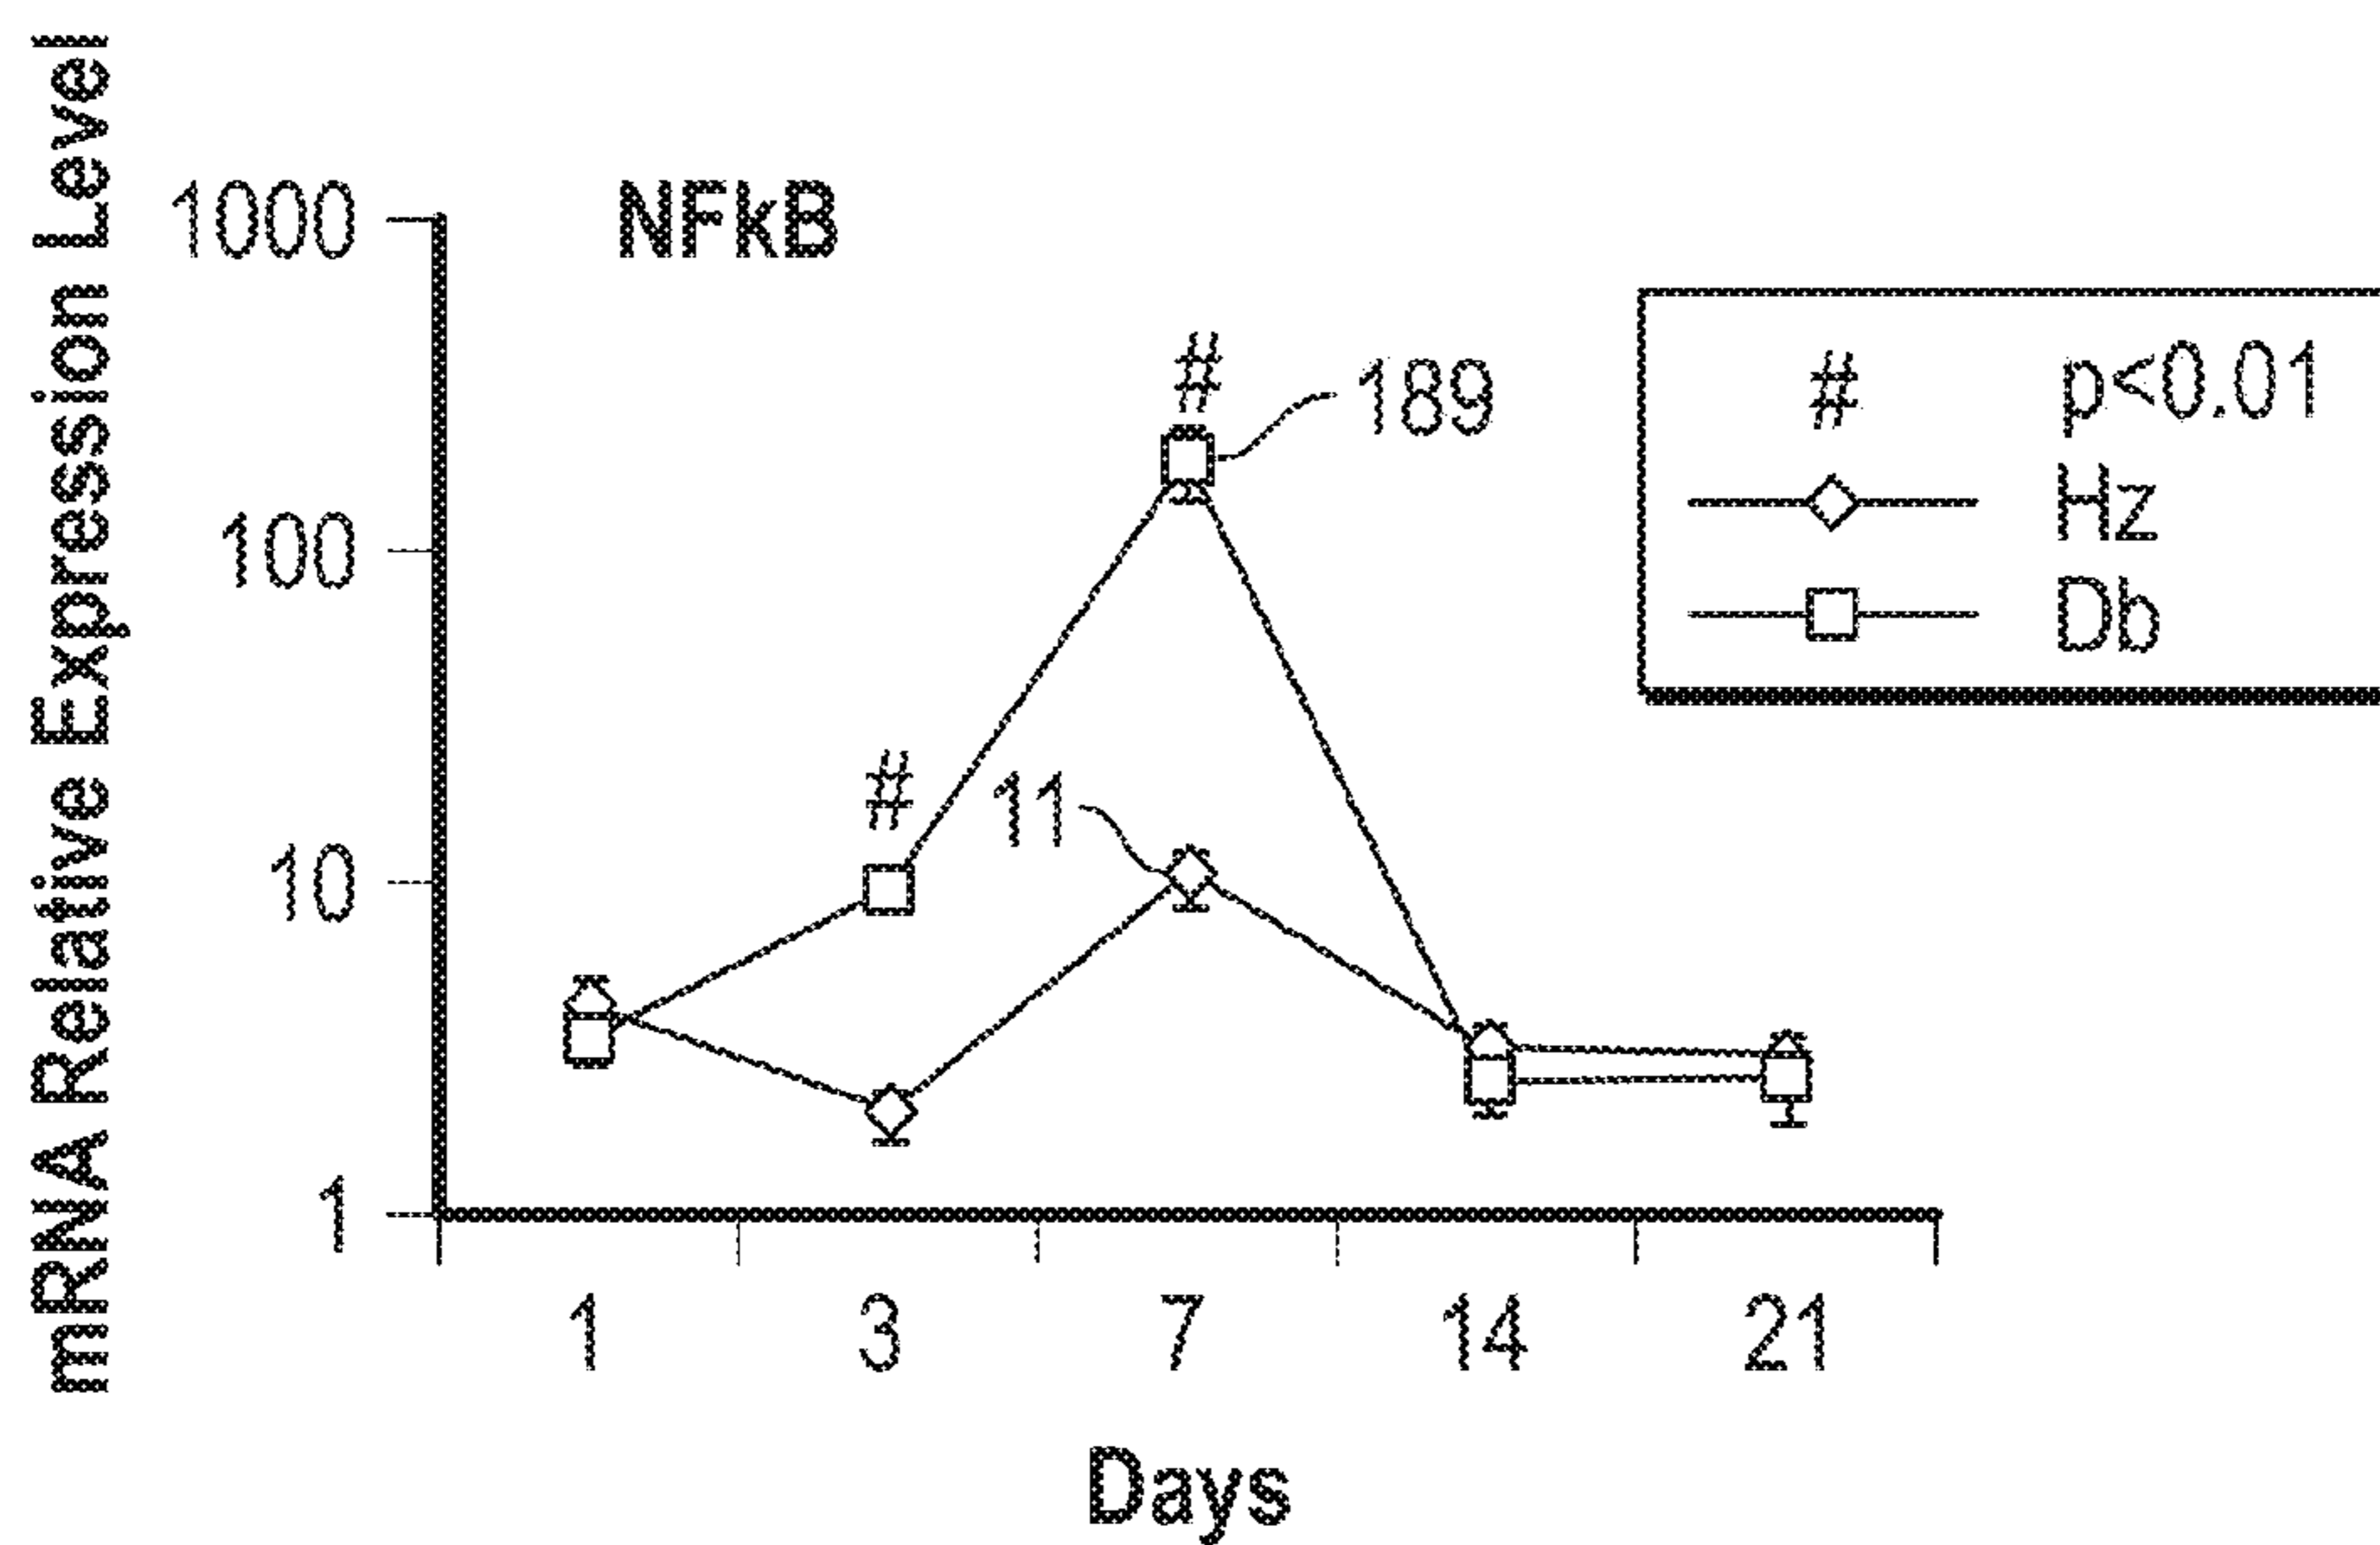 mRNA Relative Expression Level
1000
100
10
1
NFkB
#
189
#
11
# p<0.01
Hz
Db
1 3 7 14 21
Days